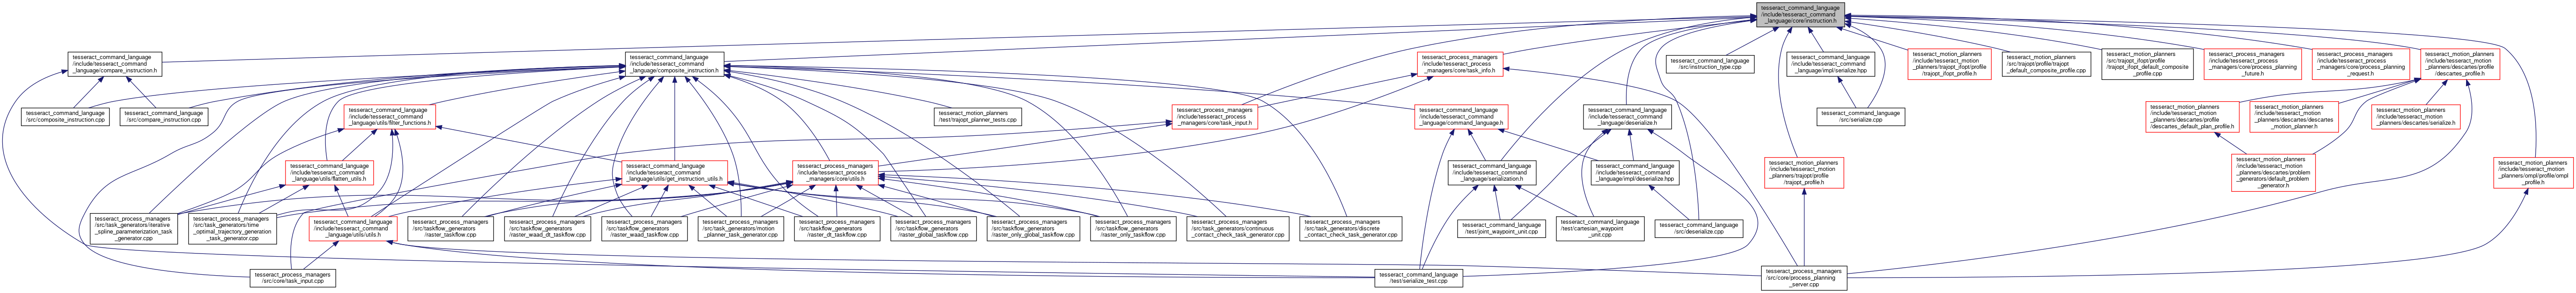 tesseract_command_language
/include/tesseract_command
_language/core/instruction.h
tesseract_command_language
/include/tesseract_command
_language/compare_instruction.h
tesseract_command_language
/include/tesseract_command
_language/composite_instruction.h
tesseract_process_managers
/include/tesseract_process
_managers/core/task_info.h
tesseract_command_language
/src/instruction_type.cpp
tesseract_command_language
/include/tesseract_command
_language/impl/serialize.hpp
tesseract_motion_planners
/include/tesseract_motion
_planners/trajopt_ifopt/profile
/trajopt_ifopt_profile.h
tesseract_motion_planners
/src/trajopt/profile/trajopt
_default_composite_profile.cpp
tesseract_motion_planners
/src/trajopt_ifopt/profile
/trajopt_ifopt_default_composite
_profile.cpp
tesseract_process_managers
/include/tesseract_process
_managers/core/process_planning
_future.h
tesseract_process_managers
/include/tesseract_process
_managers/core/process_planning
_request.h
tesseract_motion_planners
/include/tesseract_motion
_planners/descartes/profile
/descartes_profile.h
tesseract_command_language
/src/composite_instruction.cpp
tesseract_command_language
/src/compare_instruction.cpp
tesseract_command_language
/include/tesseract_command
_language/utils/filter_functions.h
tesseract_motion_planners
/test/trajopt_planner_tests.cpp
tesseract_process_managers
/include/tesseract_process
_managers/core/task_input.h
tesseract_command_language
/include/tesseract_command
_language/command_language.h
tesseract_command_language
/include/tesseract_command
_language/deserialize.h
tesseract_command_language
/src/serialize.cpp
tesseract_motion_planners
/include/tesseract_motion
_planners/descartes/profile
/descartes_default_plan_profile.h
tesseract_motion_planners
/include/tesseract_motion
_planners/descartes/descartes
_motion_planner.h
tesseract_motion_planners
/include/tesseract_motion
_planners/descartes/serialize.h
tesseract_command_language
/include/tesseract_command
_language/utils/flatten_utils.h
tesseract_command_language
/include/tesseract_command
_language/utils/get_instruction_utils.h
tesseract_process_managers
/include/tesseract_process
_managers/core/utils.h
tesseract_command_language
/include/tesseract_command
_language/serialization.h
tesseract_command_language
/include/tesseract_command
_language/impl/deserialize.hpp
tesseract_motion_planners
/include/tesseract_motion
_planners/trajopt/profile
/trajopt_profile.h
tesseract_motion_planners
/include/tesseract_motion
_planners/descartes/problem
_generators/default_problem
_generator.h
tesseract_motion_planners
/include/tesseract_motion
_planners/ompl/profile/ompl
_profile.h
tesseract_process_managers
/src/task_generators/iterative
_spline_parameterization_task
_generator.cpp
tesseract_process_managers
/src/task_generators/time
_optimal_trajectory_generation
_task_generator.cpp
tesseract_command_language
/include/tesseract_command
_language/utils/utils.h
tesseract_process_managers
/src/taskflow_generators
/raster_taskflow.cpp
tesseract_process_managers
/src/taskflow_generators
/raster_waad_dt_taskflow.cpp
tesseract_process_managers
/src/taskflow_generators
/raster_waad_taskflow.cpp
tesseract_process_managers
/src/task_generators/motion
_planner_task_generator.cpp
tesseract_process_managers
/src/taskflow_generators
/raster_dt_taskflow.cpp
tesseract_process_managers
/src/taskflow_generators
/raster_global_taskflow.cpp
tesseract_process_managers
/src/taskflow_generators
/raster_only_global_taskflow.cpp
tesseract_process_managers
/src/taskflow_generators
/raster_only_taskflow.cpp
tesseract_process_managers
/src/task_generators/continuous
_contact_check_task_generator.cpp
tesseract_process_managers
/src/task_generators/discrete
_contact_check_task_generator.cpp
tesseract_command_language
/test/joint_waypoint_unit.cpp
tesseract_command_language
/test/cartesian_waypoint
_unit.cpp
tesseract_command_language
/src/deserialize.cpp
tesseract_process_managers
/src/core/task_input.cpp
tesseract_command_language
/test/serialize_test.cpp
tesseract_process_managers
/src/core/process_planning
_server.cpp